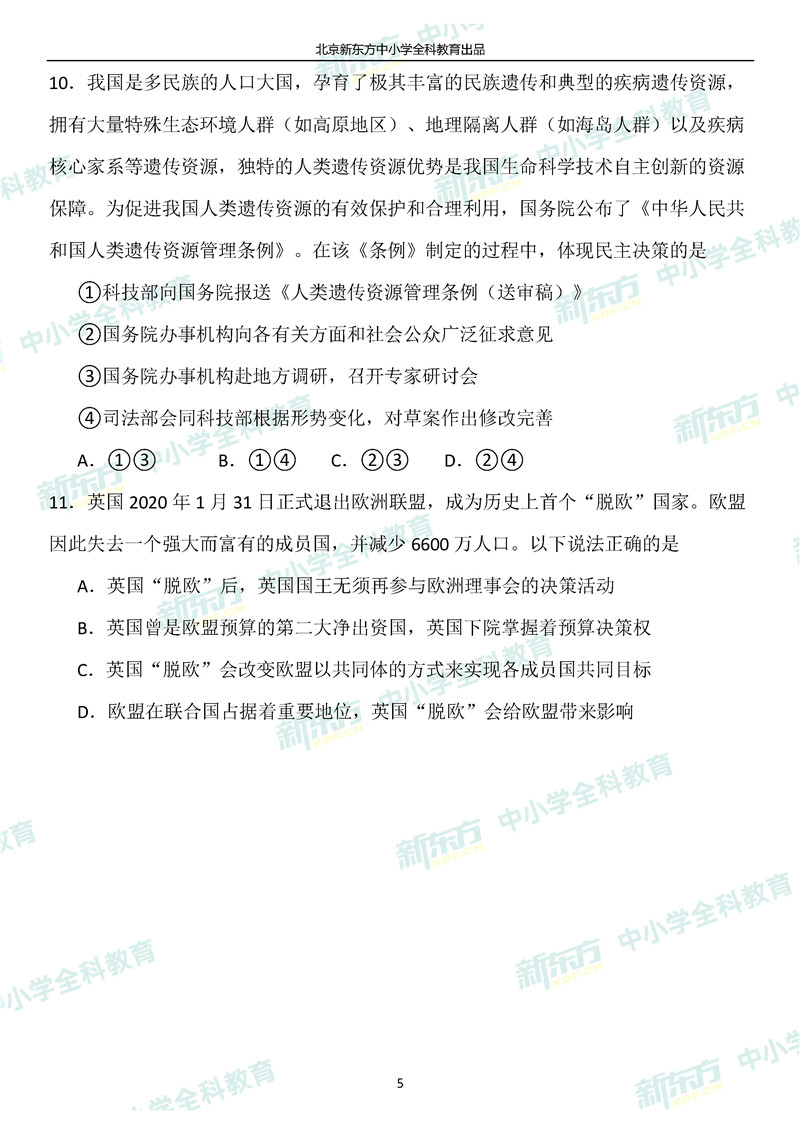 北京新东方中小学全科教育出品
10．我国是多民族的人口大国，孕育了极其丰富的民族遗传和典型的疾病遗传资源，
拥有大量特殊生态环境人群（如高原地区）、地理隔离人群（如海岛人群）以及疾病
核心家系等遗传资源，独特的人类遗传资源优势是我国生命科学技术自主创新的资源
保障。为促进我国人类遗传资源的有效保护和合理利用，国务院公布了《中华人民共
和国人类遗传资源管理条例》。在该《条例》制定的过程中，体现民主决策的是
①科技部向国务院报送《人类遗传资源管理条例（送审稿）》
②国务院办事机构向各有关方面和社会公众广泛征求意见
③国务院办事机构赴地方调研，召开专家研讨会
④司法部会同科技部根据形势变化，对草案作出修改完善
A．①③ B．①④ C．②③ D．②④
11．英国 2020 年 1 月 31 日正式退出欧洲联盟，成为历史上首个“脱欧”国家。欧盟
因此失去一个强大而富有的成员国，并减少 6600 万人口。以下说法正确的是
A．英国“脱欧”后，英国国王无须再参与欧洲理事会的决策活动
B．英国曾是欧盟预算的第二大净出资国，英国下院掌握着预算决策权
C．英国“脱欧”会改变欧盟以共同体的方式来实现各成员国共同目标
D．欧盟在联合国占据着重要地位，英国“脱欧”会给欧盟带来影响
新东方 XDF.CN 中小学全科教育
5